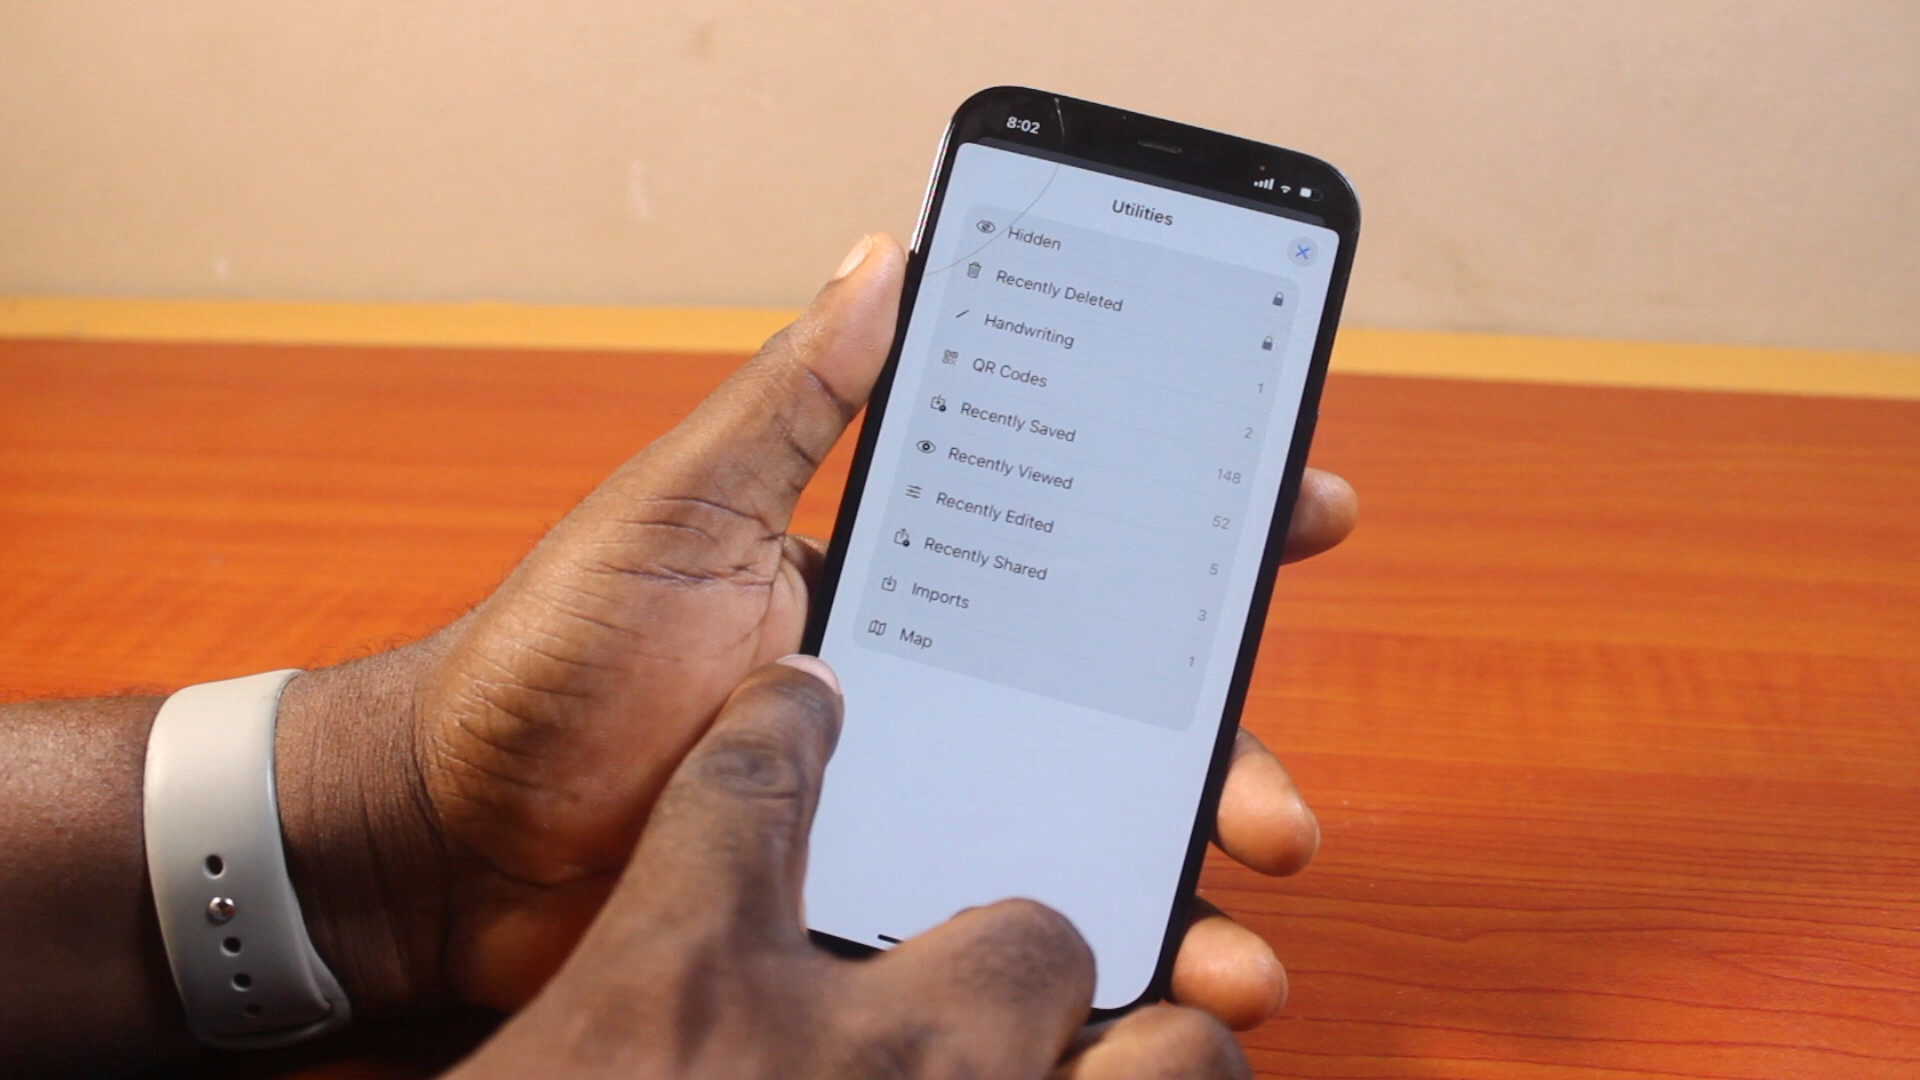 8:02
Utilities
Hidden
Recently Deleted
Handwriting 1
QR Codes 2
Recently Saved 148
Recently Viewed 52
Recently Edited 5
Recently Shared 3
Imports 1
Map